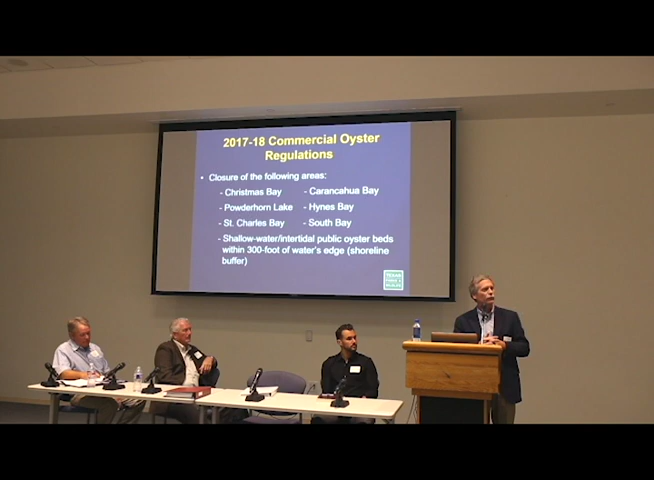 2017-18 Commercial Oyster
Regulations
• Closure of the following areas:
- Christmas Bay - Carancahua Bay
- Powderhorn Lake - Hynes Bay
- St. Charles Bay - South Bay
- Shallow-water/intertidal public oyster beds
within 300-foot of water's edge (shoreline
buffer)
TEXAS